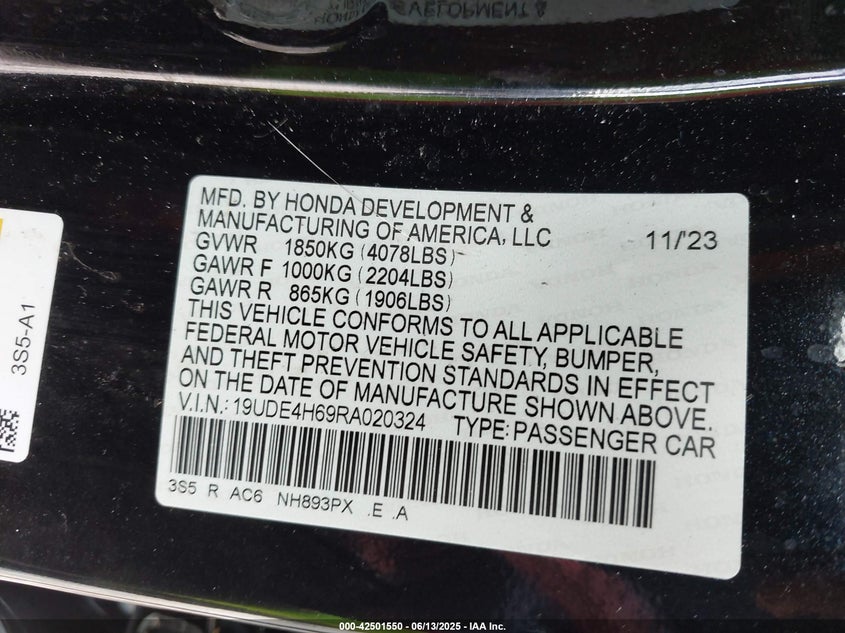 VELOPMENT &
3S5-A1
MFD. BY HONDA DEVELOPMENT &
MANUFACTURING OF AMERICA, LLC 11/'23
GVWR 1850KG (4078LBS)
GAWR F 1000KG (2204LBS)
GAWR R 865KG (1906LBS)
THIS VEHICLE CONFORMS TO ALL APPLICABLE
FEDERAL MOTOR VEHICLE SAFETY, BUMPER,
AND THEFT PREVENTION STANDARDS IN EFFECT
ON THE DATE OF MANUFACTURE SHOWN ABOVE.
V.I.N.: 19UDE4H69RA020324 TYPE: PASSENGER CAR
3S5 R AC6 NH893PX .E .A
000-42501550 - 06/13/2025 - IAA Inc.